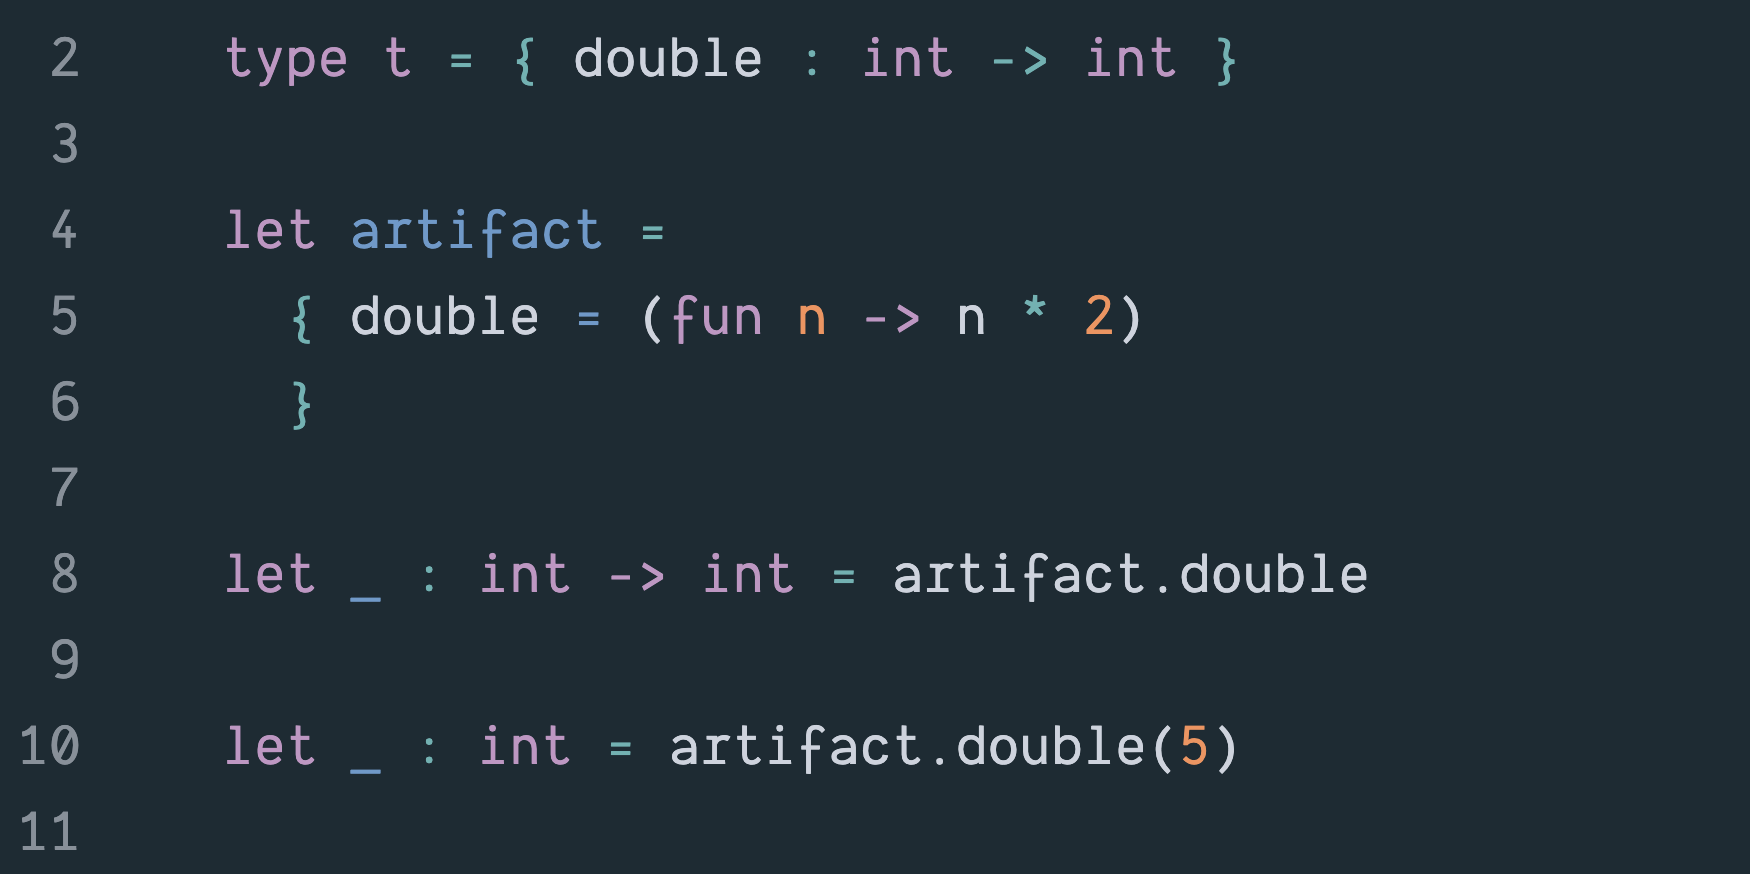 2 type t = { double : int -> int }
3
4 let artifact =
5 { double = (fun n -> n * 2)
6 }
7
8 let _ : int -> int = artifact.double
9
10 let _ : int = artifact.double(5)
11